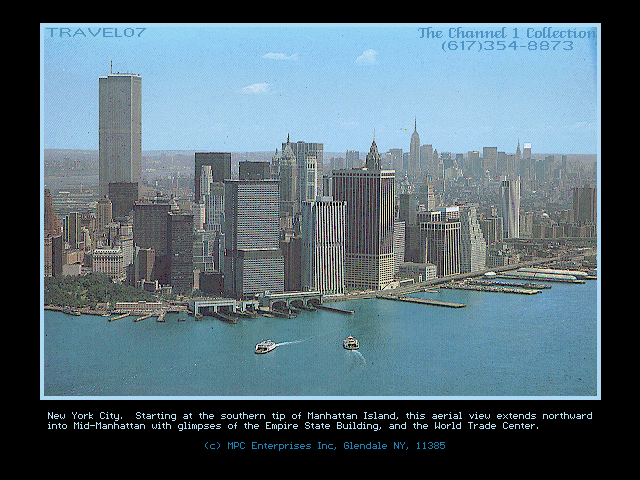 TRAVEL07
The Channel 1 Collection
(617)354-8873
New York City.  Starting at the southern tip of Manhattan Island, this aerial view extends northward
into Mid-Manhattan with glimpses of the Empire State Building, and the World Trade Center.
(c) MPC Enterprises Inc, Glendale NY, 11385